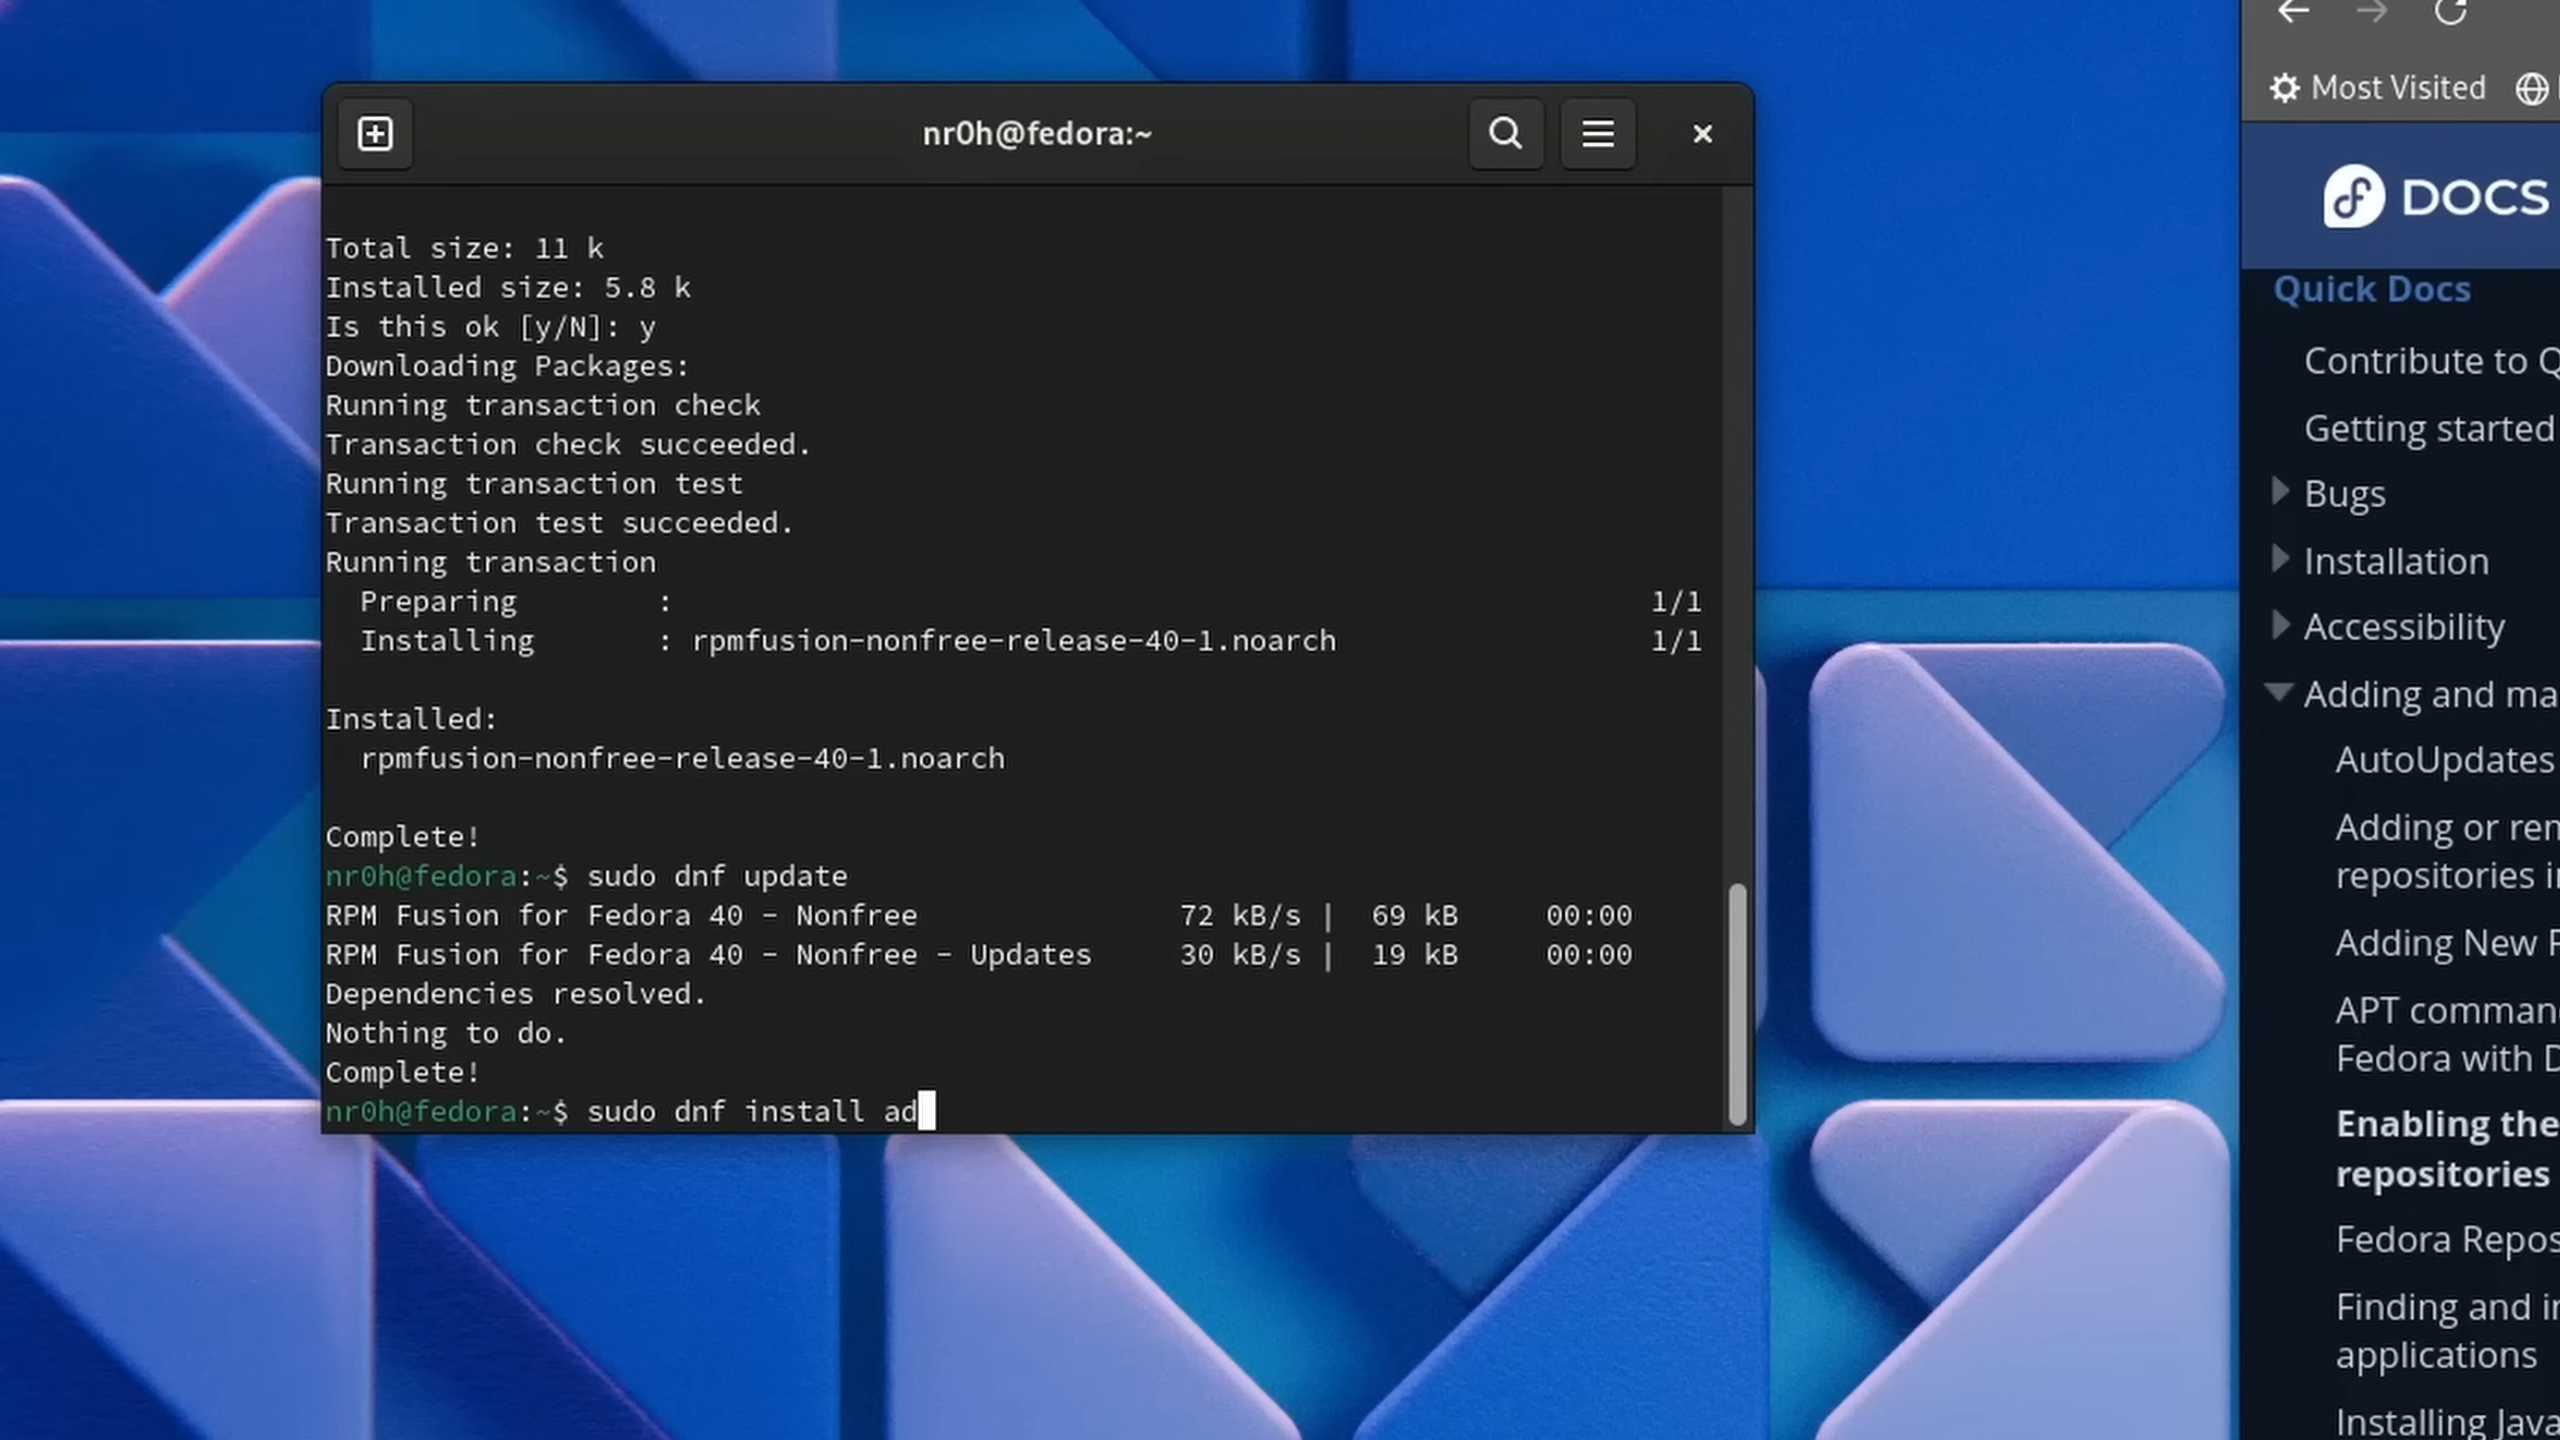 nr0h@fedora:~
Total size: 11 k
Installed size: 5.8 k
Is this ok [y/N]: y
Downloading Packages:
Running transaction check
Transaction check succeeded.
Running transaction test
Transaction test succeeded.
Running transaction
Preparing : 1/1
Installing : rpmfusion-nonfree-release-40-1.noarch 1/1
Installed:
rpmfusion-nonfree-release-40-1.noarch
Complete!
nr0h@fedora:~$ sudo dnf update
RPM Fusion for Fedora 40 - Nonfree 72 kB/s | 69 kB 00:00
RPM Fusion for Fedora 40 - Nonfree - Updates 30 kB/s | 19 kB 00:00
Dependencies resolved.
Nothing to do.
Complete!
nr0h@fedora:~$ sudo dnf install ad
Most Visited
DOCS
Quick Docs
Contribute to Q
Getting started
Bugs
Installation
Accessibility
Adding and ma
AutoUpdates
Adding or ren
repositories i
Adding New
APT comman
Fedora with D
Enabling the
repositories
Fedora Repos
Finding and i
applications
Installing Java